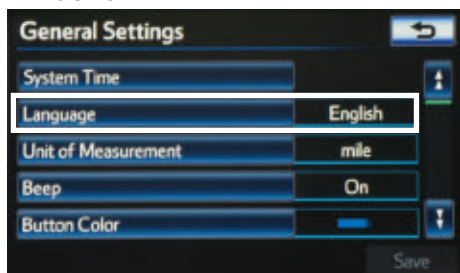 General Settings
System Time
Language English
Unit of Measurement mile
Beep On
Button Color
Save